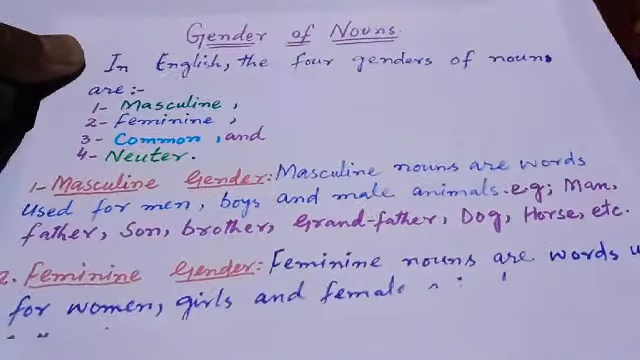 Gender of Nouns
In English, the four genders of nouns
are:-
1- Masculine,
2- Feminine,
3- Common, and
4- Neuter.
1- Masculine Gender: Masculine nouns are words
used for men, boys and male animals. e.g; Man,
father, Son, brother, Grand-father, Dog, Horse, etc.
2. Feminine Gender: Feminine nouns are words
for women, girls and female